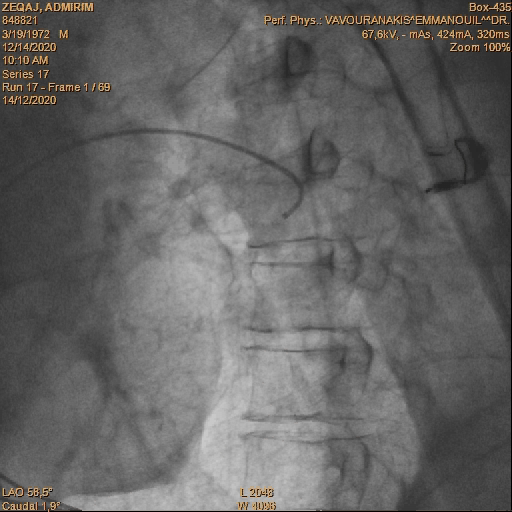 ZEQAJ, ADMIRIM
848821
3/19/1972 M
12/14/2020
10:10 AM
Series 17
Run 17 - Frame 1 / 69
14/12/2020
Box-435
Perf. Phys.: VAVOURANAKIS^EMMANOUIL^^DR.
67,6kV, - mAs, 424mA, 320ms
Zoom 100%
LAO 58,5°
Caudal 1,9°
L 2048
W 4096